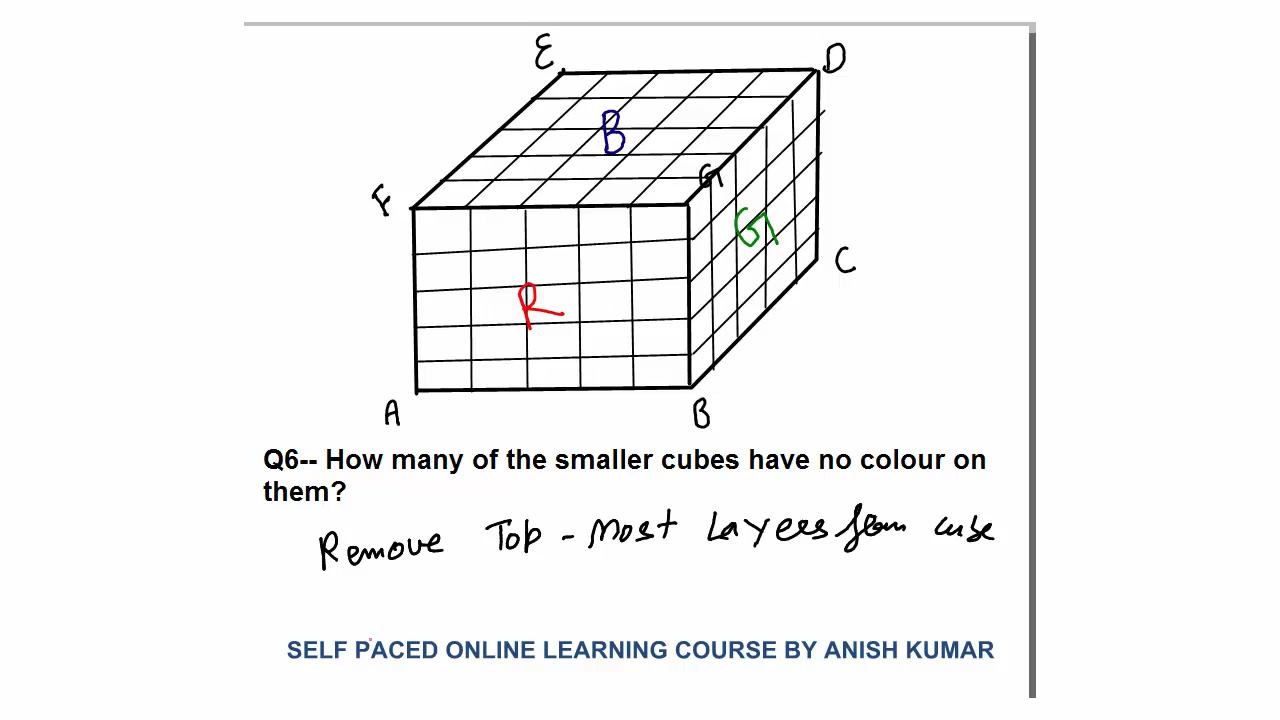 E
D
B
G
F
G
R
C
A
B
Q6-- How many of the smaller cubes have no colour on
them?
Remove Top-Most Layers from cube
SELF PACED ONLINE LEARNING COURSE BY ANISH KUMAR